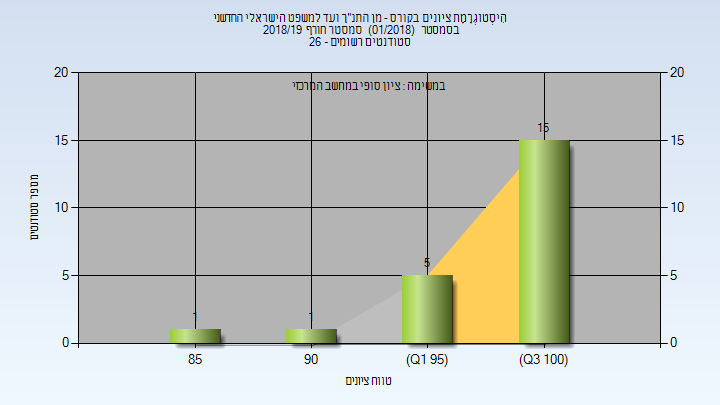 הִיסְטוֹגְרַמַת ציונים בקורס - מן התנ"ך ועד למשפט הישראלי החדשני
בסמסטר (01/2018) סמסטר חורף 2018/19
סטודנטים רשומים - 26
במשימה : ציון סופי במחשב המרכזי
20 20
15 15
10 10
5 5
0 0
מספר סטודנטים
1 1 5 15
85 90 (Q1 95) (Q3 100)
טווח ציונים